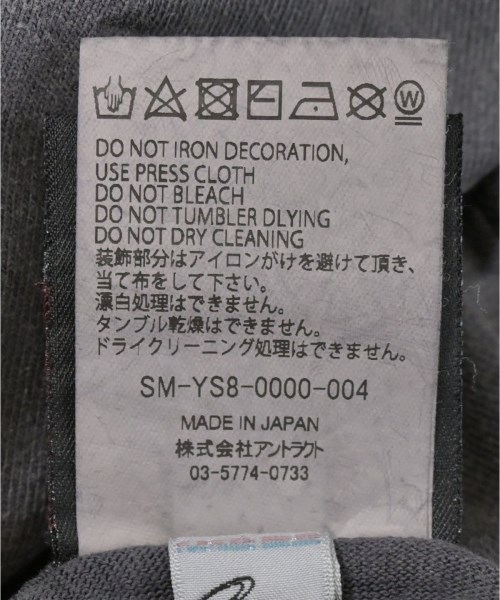 W
DO NOT IRON DECORATION,
USE PRESS CLOTH
DO NOT BLEACH
DO NOT TUMBLER DLYING
DO NOT DRY CLEANING
装飾部分はアイロンがけを避けて頂き、
当て布をして下さい。
漂白処理はできません。
タンブル乾燥はできません。
ドライクリーニング処理はできません。
SM-YS8-0000-004
MADE IN JAPAN
株式会社アントラクト
03-5774-0733